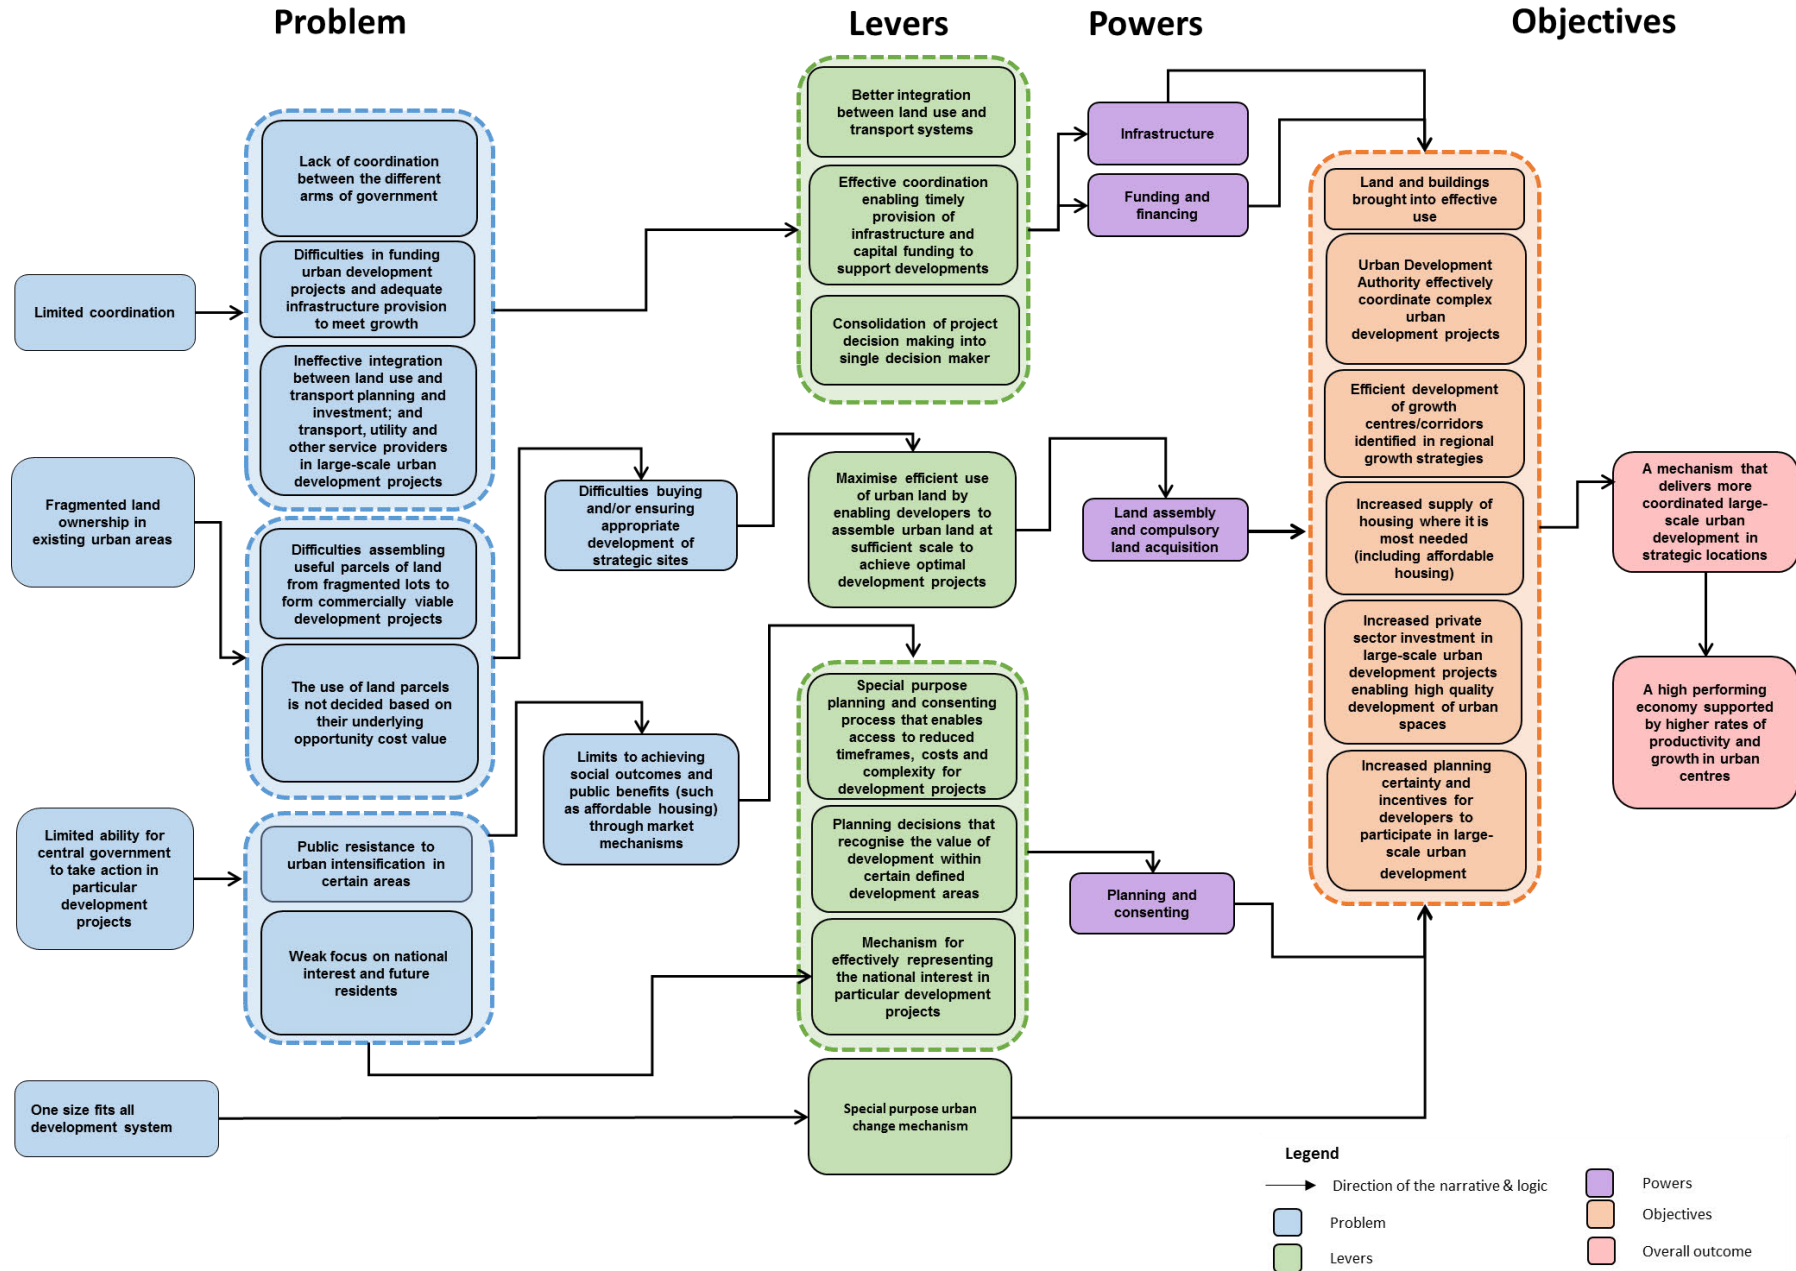 Problem
Levers
Powers
Objectives
Limited coordination
Lack of coordination
between the different
arms of government
Difficulties in funding
urban development
projects and adequate
infrastructure provision
to meet growth
Ineffective integration
between land use and
transport planning and
investment; and
transport, utility and
other service providers
in large-scale urban
development projects
Better integration
between land use and
transport systems
Effective coordination
enabling timely
provision of
infrastructure and
capital funding to
support developments
Consolidation of project
decision making into
single decision maker
Infrastructure
Funding and
financing
Fragmented land
ownership in
existing urban areas
Difficulties assembling
useful parcels of land
from fragmented lots to
form commercially viable
development projects
The use of land parcels
is not decided based on
their underlying
opportunity cost value
Difficulties buying
and/or ensuring
appropriate
development of
strategic sites
Maximise efficient use
of urban land by
enabling developers to
assemble urban land at
sufficient scale to
achieve optimal
development projects
Land assembly
and compulsory
land acquisition
Limited ability for
central government
to take action in
particular
development
projects
Public resistance to
urban intensification in
certain areas
Weak focus on national
interest and future
residents
Limits to achieving
social outcomes and
public benefits (such
as affordable housing)
through market
mechanisms
Special purpose
planning and consenting
process that enables
access to reduced
timeframes, costs and
complexity for
development projects
Planning decisions that
recognise the value of
development within
certain defined
development areas
Mechanism for
effectively representing
the national interest in
particular development
projects
Planning and
consenting
One size fits all
development system
Special purpose urban
change mechanism
Land and buildings
brought into effective
use
Urban Development
Authority effectively
coordinate complex
urban
development projects
Efficient development
of growth
centres/corridors
identified in regional
growth strategies
Increased supply of
housing where it is
most needed
(including affordable
housing)
Increased private
sector investment in
large-scale urban
development projects
enabling high quality
development of urban
spaces
Increased planning
certainty and
incentives for
developers to
participate in large-
scale urban
development
A mechanism that
delivers more
coordinated large-
scale urban
development in
strategic locations
A high performing
economy supported
by higher rates of
productivity and
growth in urban
centres
Legend
Direction of the narrative & logic
Problem
Levers
Powers
Objectives
Overall outcome